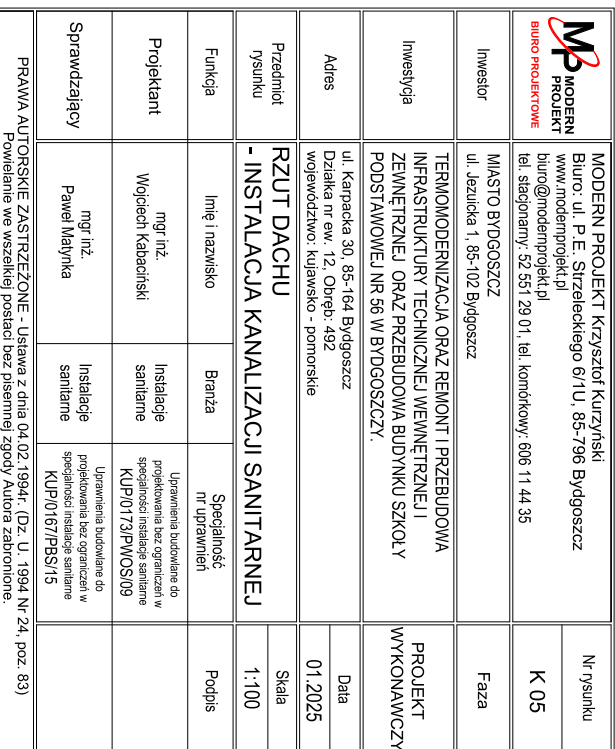 MP MODERN
PROJEKT
BIURO PROJEKTOWE
MODERN PROJEKT Krzysztof Kurzyński
Biuro: ul. P.E. Strzeleckiego 6/1U, 85-796 Bydgoszcz
www.modernprojekt.pl
biuro@modernprojekt.pl
tel. stacjonarny: 52 551 29 01, tel. komórkowy: 606 11 44 35
Nr rysunku
K 05
Inwestor
MIASTO BYDGOSZCZ
ul. Jezuicka 1, 85-102 Bydgoszcz
Faza
Inwestycja
TERMOMODERNIZACJA ORAZ REMONT I PRZEBUDOWA
INFRASTRUKTURY TECHNICZNEJ WEWNĘTRZNEJ I
ZEWNĘTRZNEJ ORAZ PRZEBUDOWA BUDYNKU SZKOŁY
PODSTAWOWEJ NR 56 W BYDGOSZCZY.
PROJEKT
WYKONAWCZY
Adres
ul. Karpacka 30, 85-164 Bydgoszcz
Działka nr ew. 12, Obręb: 492
województwo: kujawsko - pomorskie
Data
01.2025
Przedmiot
rysunku
RZUT DACHU
- INSTALACJA KANALIZACJI SANITARNEJ
Skala
1:100
Funkcja
Imię i nazwisko
Branża
Specjalność
nr uprawnień
Podpis
Projektant
mgr inż.
Wojciech Kabaciński
Instalacje
sanitarne
Uprawnienia budowlane do
projektowania bez ograniczeń w
specjalności instalacje sanitarne
KUP/0173/PWOS/09
Sprawdzający
mgr inż.
Paweł Matynka
Instalacje
sanitarne
Uprawnienia budowlane do
projektowania bez ograniczeń w
specjalności instalacje sanitarne
KUP/0167/PBS/15
PRAWA AUTORSKIE ZASTRZEŻONE - Ustawa z dnia 04.02.1994r. (Dz. U. 1994 Nr 24, poz. 83)
Powielanie we wszelkiej postaci bez pisemnej zgody Autora zabronione.